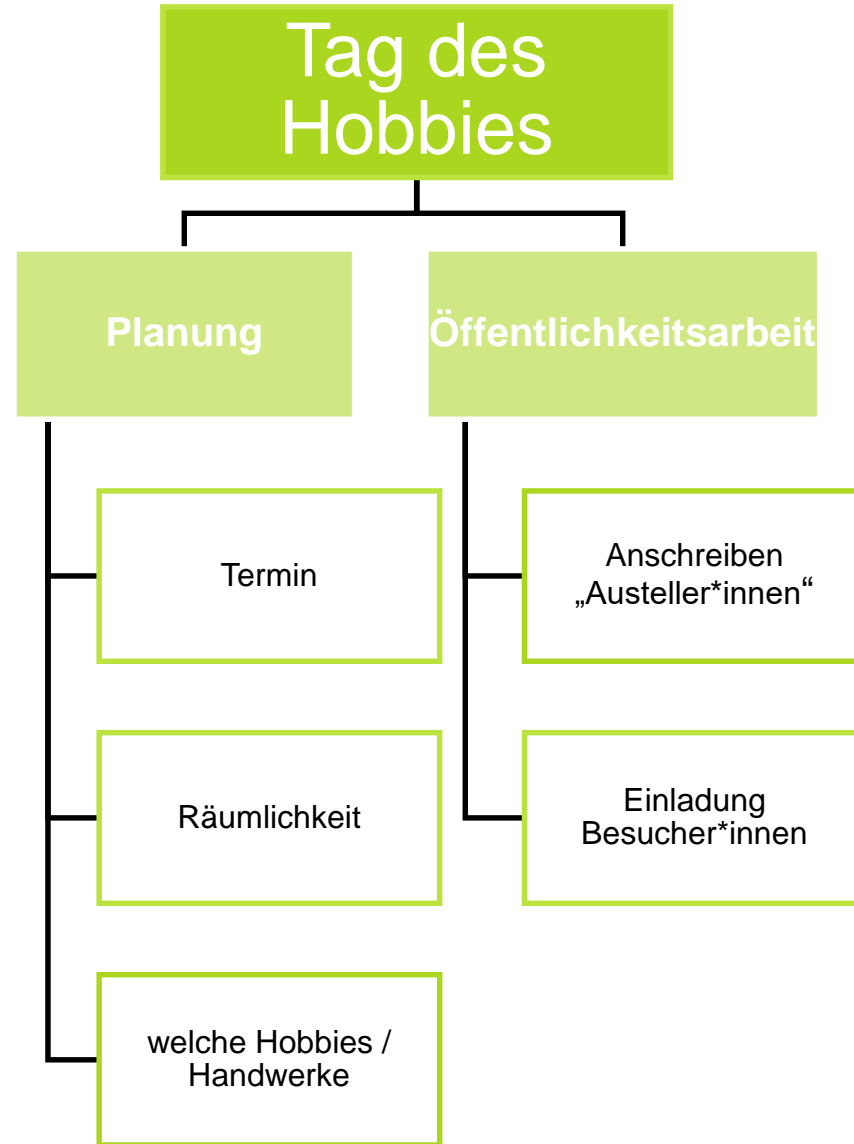 Tag des
Hobbies
Planung
Öffentlichkeitsarbeit
Termin
Anschreiben
„Austeller*innen“
Räumlichkeit
Einladung
Besucher*innen
welche Hobbies /
Handwerke